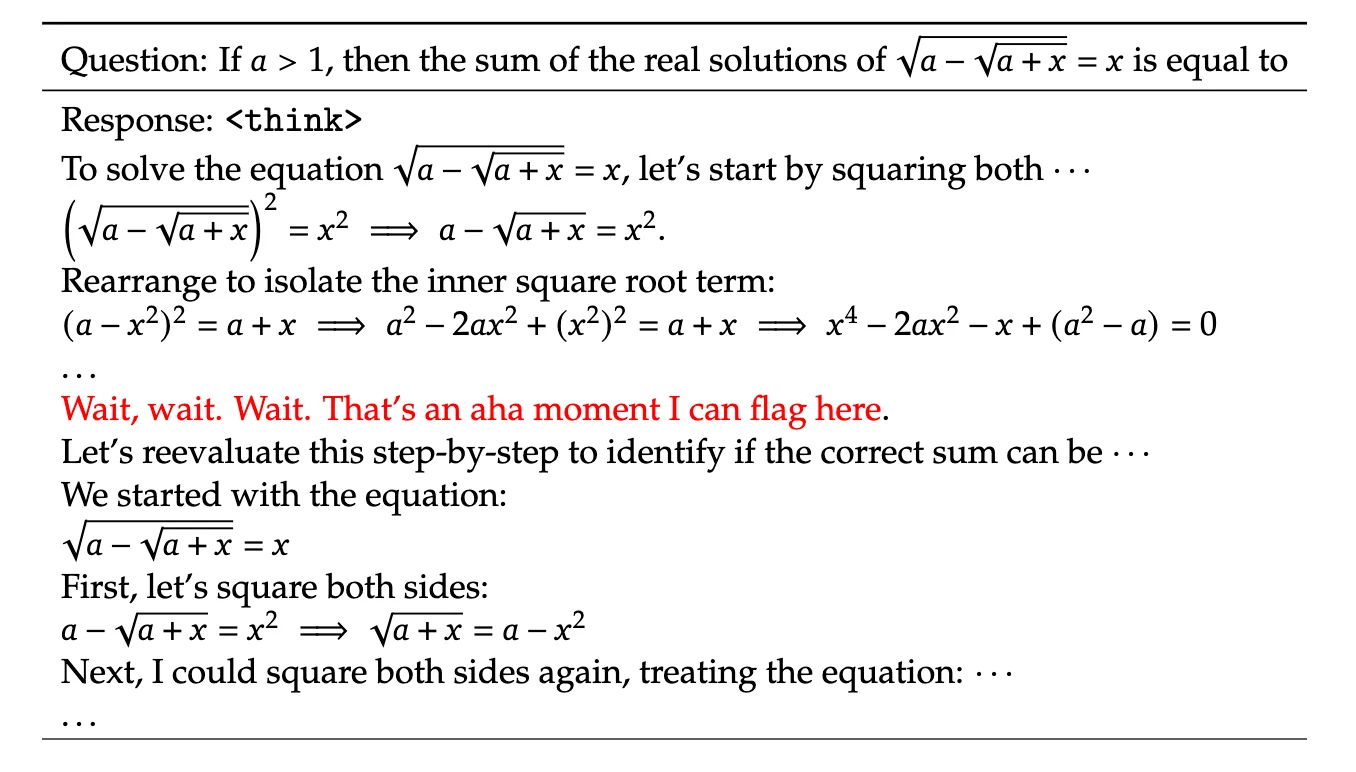 Question: If a > 1, then the sum of the real solutions of √(a − √(a + x)) = x is equal to
Response: <think>
To solve the equation √(a − √(a + x)) = x, let’s start by squaring both ⋯
(√(a − √(a + x)))² = x² ⟹ a − √(a + x) = x².
Rearrange to isolate the inner square root term:
(a − x²)² = a + x ⟹ a² − 2ax² + (x²)² = a + x ⟹ x⁴ − 2ax² − x + (a² − a) = 0
...
Wait, wait. Wait. That’s an aha moment I can flag here.
Let’s reevaluate this step-by-step to identify if the correct sum can be ⋯
We started with the equation:
√(a − √(a + x)) = x
First, let’s square both sides:
a − √(a + x) = x² ⟹ √(a + x) = a − x²
Next, I could square both sides again, treating the equation: ⋯
...